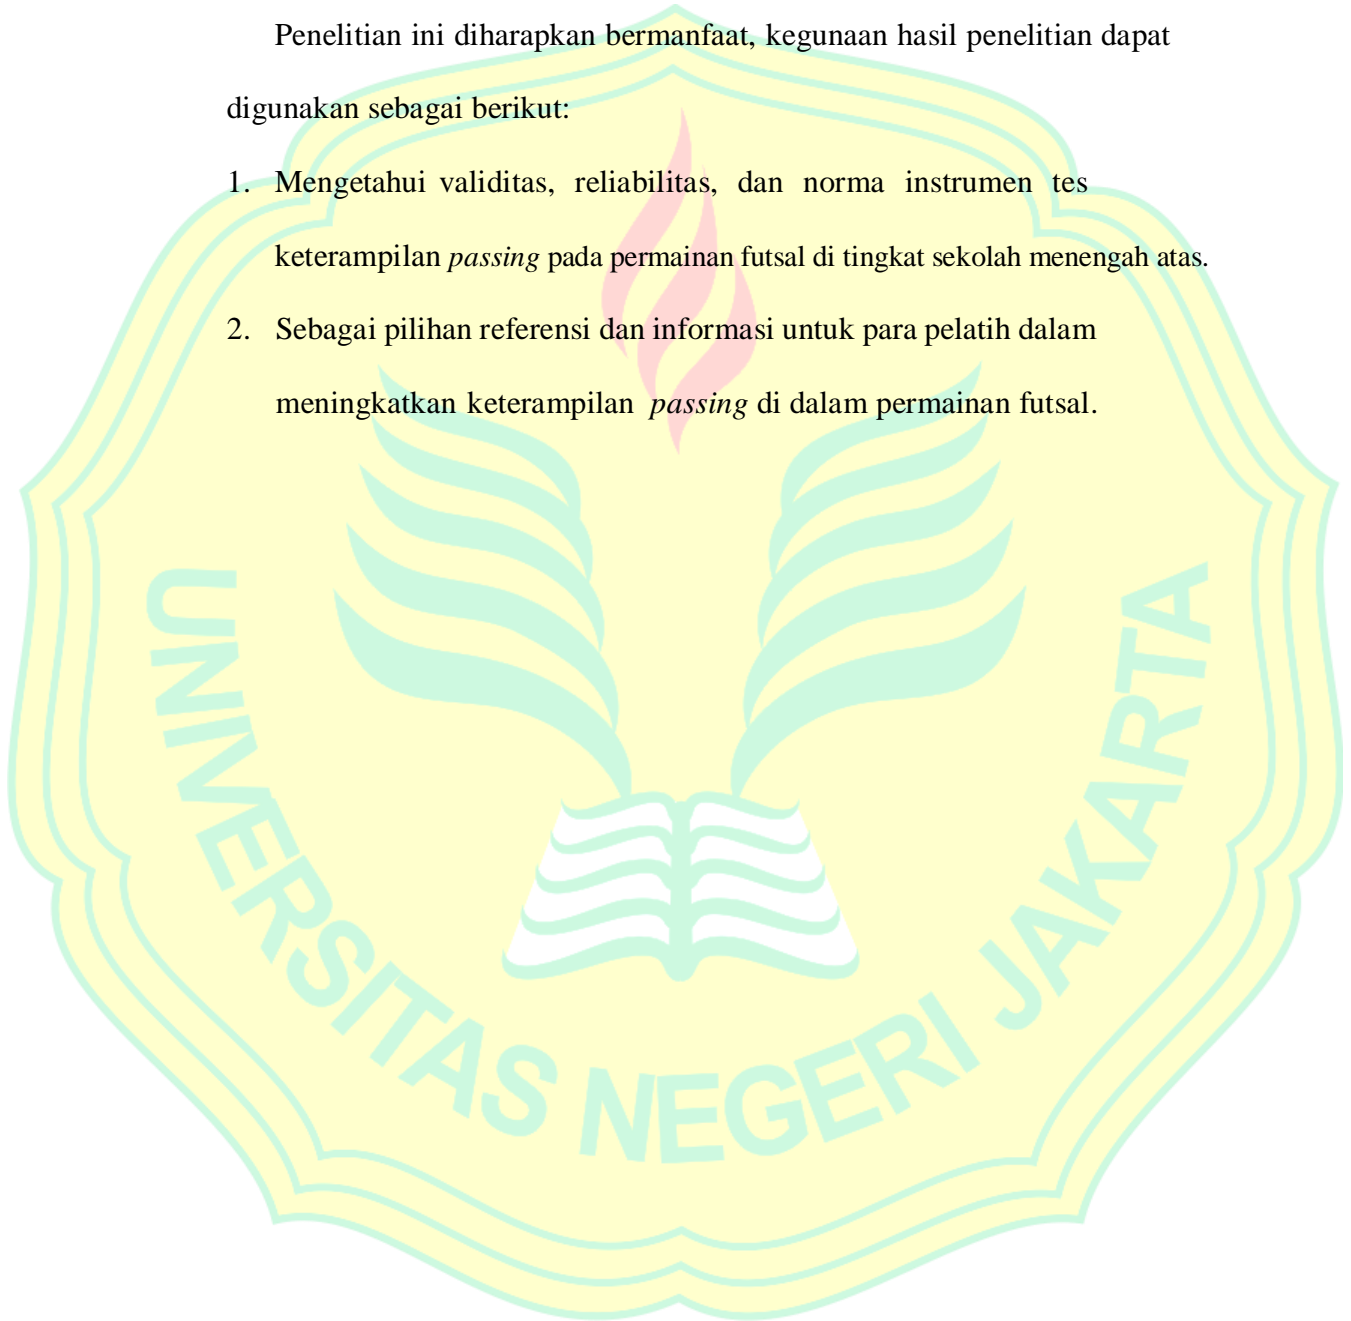 Penelitian ini diharapkan bermanfaat, kegunaan hasil penelitian dapat
digunakan sebagai berikut:
1. Mengetahui validitas, reliabilitas, dan norma instrumen tes
keterampilan passing pada permainan futsal di tingkat sekolah menengah atas.
2. Sebagai pilihan referensi dan informasi untuk para pelatih dalam
meningkatkan keterampilan passing di dalam permainan futsal.
UNIVERSITAS NEGERI JAKARTA